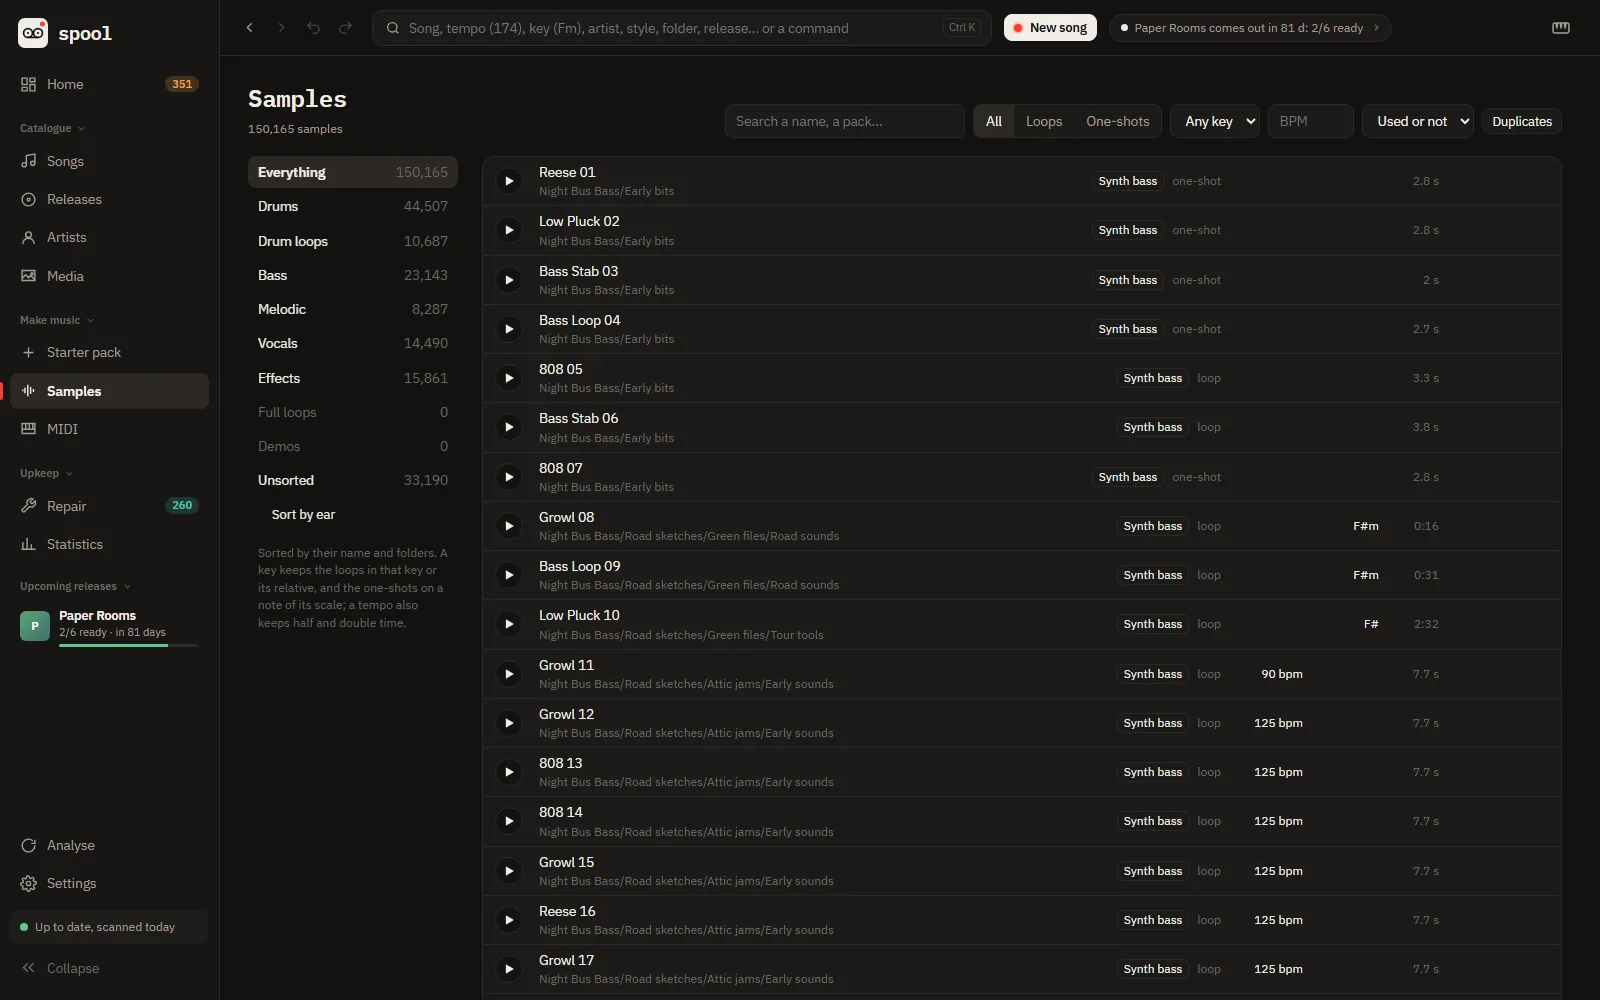 spool
Song, tempo (174), key (Fm), artist, style, folder, release... or a command
Ctrl K
New song
Paper Rooms comes out in 81 d: 2/6 ready
Home
351
Catalogue
Songs
Releases
Artists
Media
Make music
Starter pack
Samples
MIDI
Upkeep
Repair
260
Statistics
Upcoming releases
P
Paper Rooms
2/6 ready · in 81 days
Analyse
Settings
Up to date, scanned today
Collapse
Samples
150,165 samples
Search a name, a pack...
All
Loops
One-shots
Any key
BPM
Used or not
Duplicates
Everything 150,165
Drums 44,507
Drum loops 10,687
Bass 23,143
Melodic 8,287
Vocals 14,490
Effects 15,861
Full loops 0
Demos 0
Unsorted 33,190
Sort by ear
Sorted by their name and folders. A
key keeps the loops in that key or
its relative, and the one-shots on a
note of its scale; a tempo also
keeps half and double time.
Reese 01
Night Bus Bass/Early bits
Synth bass one-shot 2.8 s
Low Pluck 02
Night Bus Bass/Early bits
Synth bass one-shot 2.8 s
Bass Stab 03
Night Bus Bass/Early bits
Synth bass one-shot 2 s
Bass Loop 04
Night Bus Bass/Early bits
Synth bass one-shot 2.7 s
808 05
Night Bus Bass/Early bits
Synth bass loop 3.3 s
Bass Stab 06
Night Bus Bass/Early bits
Synth bass loop 3.8 s
808 07
Night Bus Bass/Early bits
Synth bass one-shot 2.8 s
Growl 08
Night Bus Bass/Road sketches/Green files/Road sounds
Synth bass loop F#m 0:16
Bass Loop 09
Night Bus Bass/Road sketches/Green files/Road sounds
Synth bass loop F#m 0:31
Low Pluck 10
Night Bus Bass/Road sketches/Green files/Tour tools
Synth bass loop F# 2:32
Growl 11
Night Bus Bass/Road sketches/Attic jams/Early sounds
Synth bass loop 90 bpm 7.7 s
Growl 12
Night Bus Bass/Road sketches/Attic jams/Early sounds
Synth bass loop 125 bpm 7.7 s
808 13
Night Bus Bass/Road sketches/Attic jams/Early sounds
Synth bass loop 125 bpm 7.7 s
808 14
Night Bus Bass/Road sketches/Attic jams/Early sounds
Synth bass loop 125 bpm 7.7 s
Growl 15
Night Bus Bass/Road sketches/Attic jams/Early sounds
Synth bass loop 125 bpm 7.7 s
Reese 16
Night Bus Bass/Road sketches/Attic jams/Early sounds
Synth bass loop 125 bpm 7.7 s
Growl 17
Night Bus Bass/Road sketches/Attic jams/Early sounds
Synth bass loop 125 bpm 7.7 s